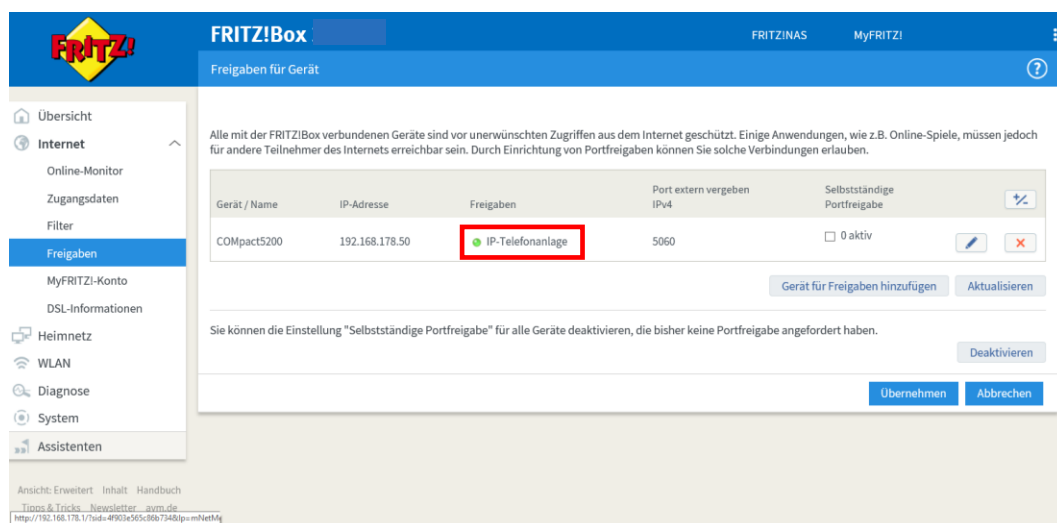 FRITZ!
FRITZ!Box
FRITZ!NAS
MyFRITZ!
Freigaben für Gerät
?
Übersicht
Internet
Online-Monitor
Zugangsdaten
Filter
Freigaben
MyFRITZ!-Konto
DSL-Informationen
Heimnetz
WLAN
Diagnose
System
Assistenten
Ansicht: Erweitert Inhalt Handbuch
Tipps & Tricks Newsletter avm.de
Alle mit der FRITZ!Box verbundenen Geräte sind vor unerwünschten Zugriffen aus dem Internet geschützt. Einige Anwendungen, wie z.B. Online-Spiele, müssen jedoch
für andere Teilnehmer des Internets erreichbar sein. Durch Einrichtung von Portfreigaben können Sie solche Verbindungen erlauben.
Gerät / Name IP-Adresse Freigaben Port extern vergeben IPv4 Selbstständige Portfreigabe
COMpact5200 192.168.178.50 IP-Telefonanlage 5060 0 aktiv
Gerät für Freigaben hinzufügen Aktualisieren
Sie können die Einstellung "Selbstständige Portfreigabe" für alle Geräte deaktivieren, die bisher keine Portfreigabe angefordert haben.
Deaktivieren
Übernehmen Abbrechen